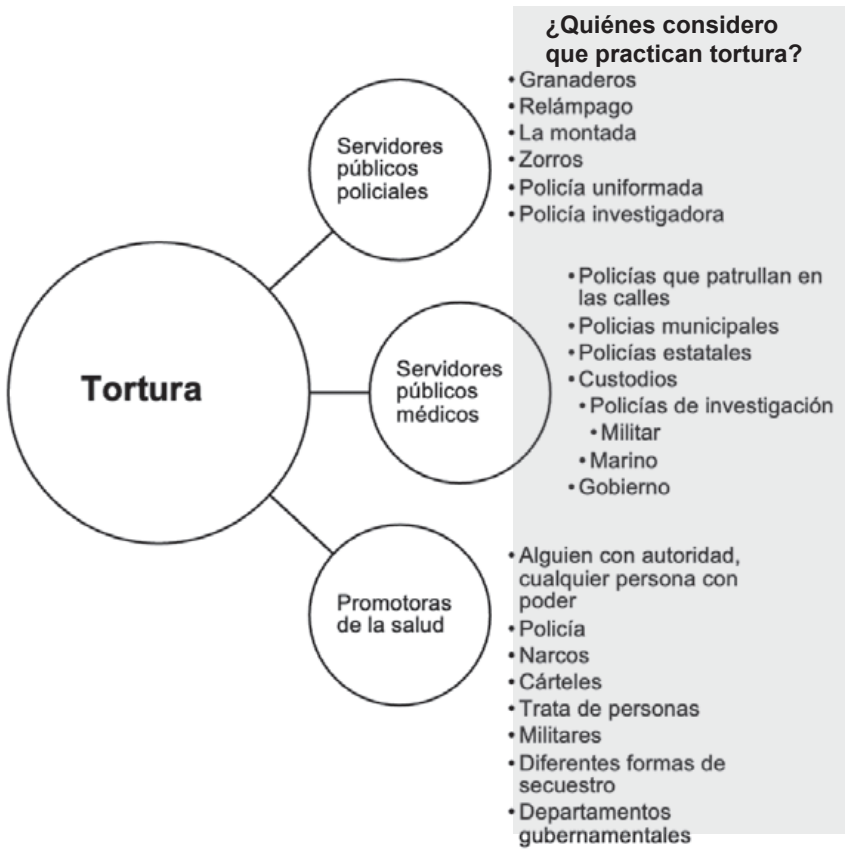 ¿Quiénes considero
que practican tortura?
Servidores
públicos
policiales
• Granaderos
• Relámpago
• La montada
• Zorros
• Policía uniformada
• Policía investigadora
Tortura
Servidores
públicos
médicos
• Policías que patrullan en
las calles
• Policias municipales
• Policías estatales
• Custodios
• Policías de investigación
• Militar
• Marino
• Gobierno
Promotoras
de la salud
• Alguien con autoridad,
cualquier persona con
poder
• Policía
• Narcos
• Cárteles
• Trata de personas
• Militares
• Diferentes formas de
secuestro
• Departamentos
gubernamentales